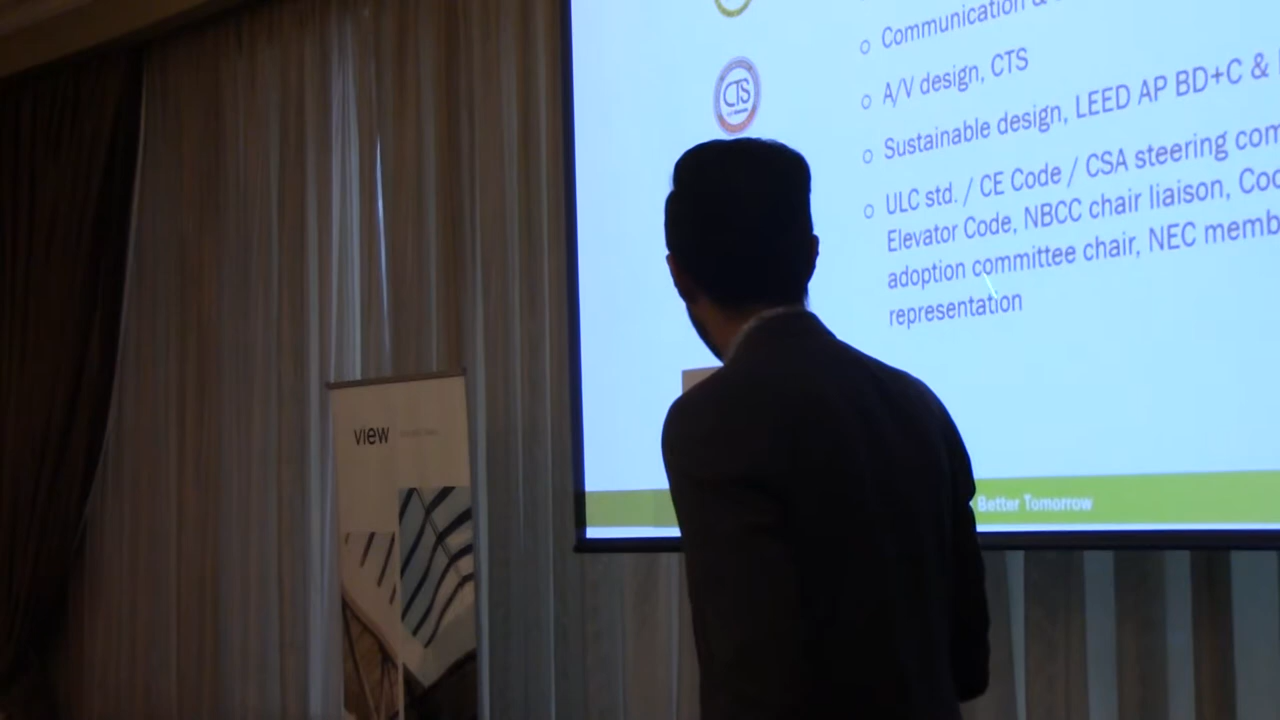 Communication &
A/V design, CTS
CTS
Sustainable design, LEED AP BD+C &
ULC std. / CE Code / CSA steering com
Elevator Code, NBCC chair liaison, Cod
adoption committee chair, NEC memb
representation
view
Better Tomorrow